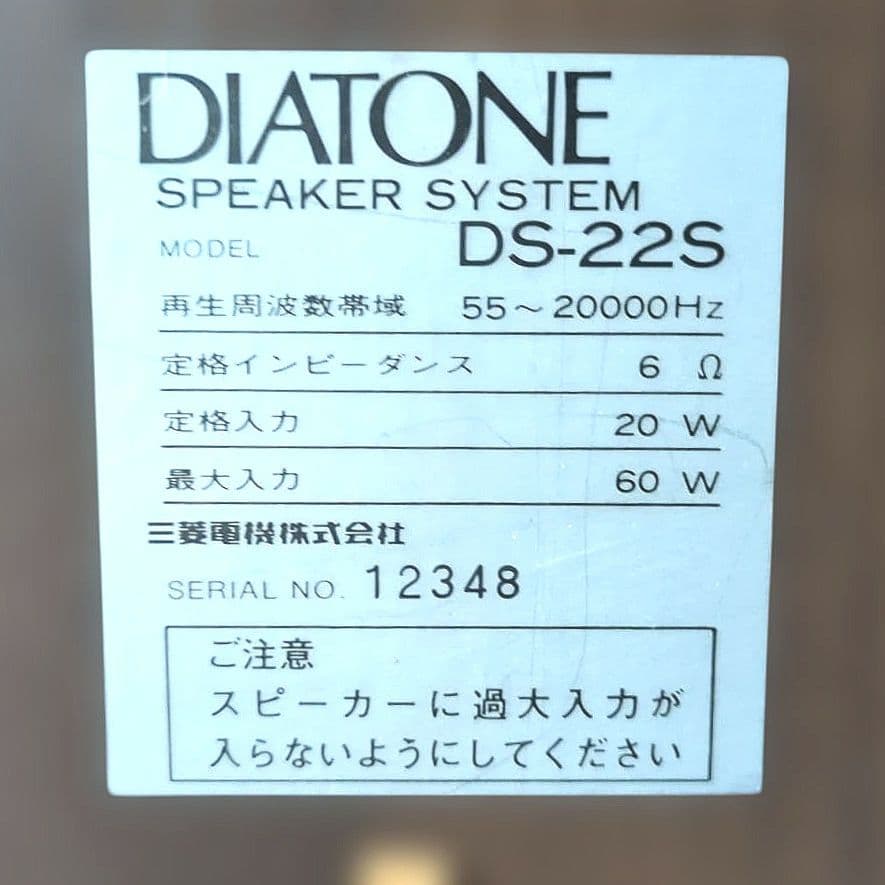 DIATONE
SPEAKER SYSTEM
MODEL DS-22S
再生周波数帯域 55～20000Hz
定格インピーダンス 6 Ω
定格入力 20 W
最大入力 60 W
三菱電機株式会社
SERIAL NO. 12348
ご注意
スピーカーに過大入力が
入らないようにしてください